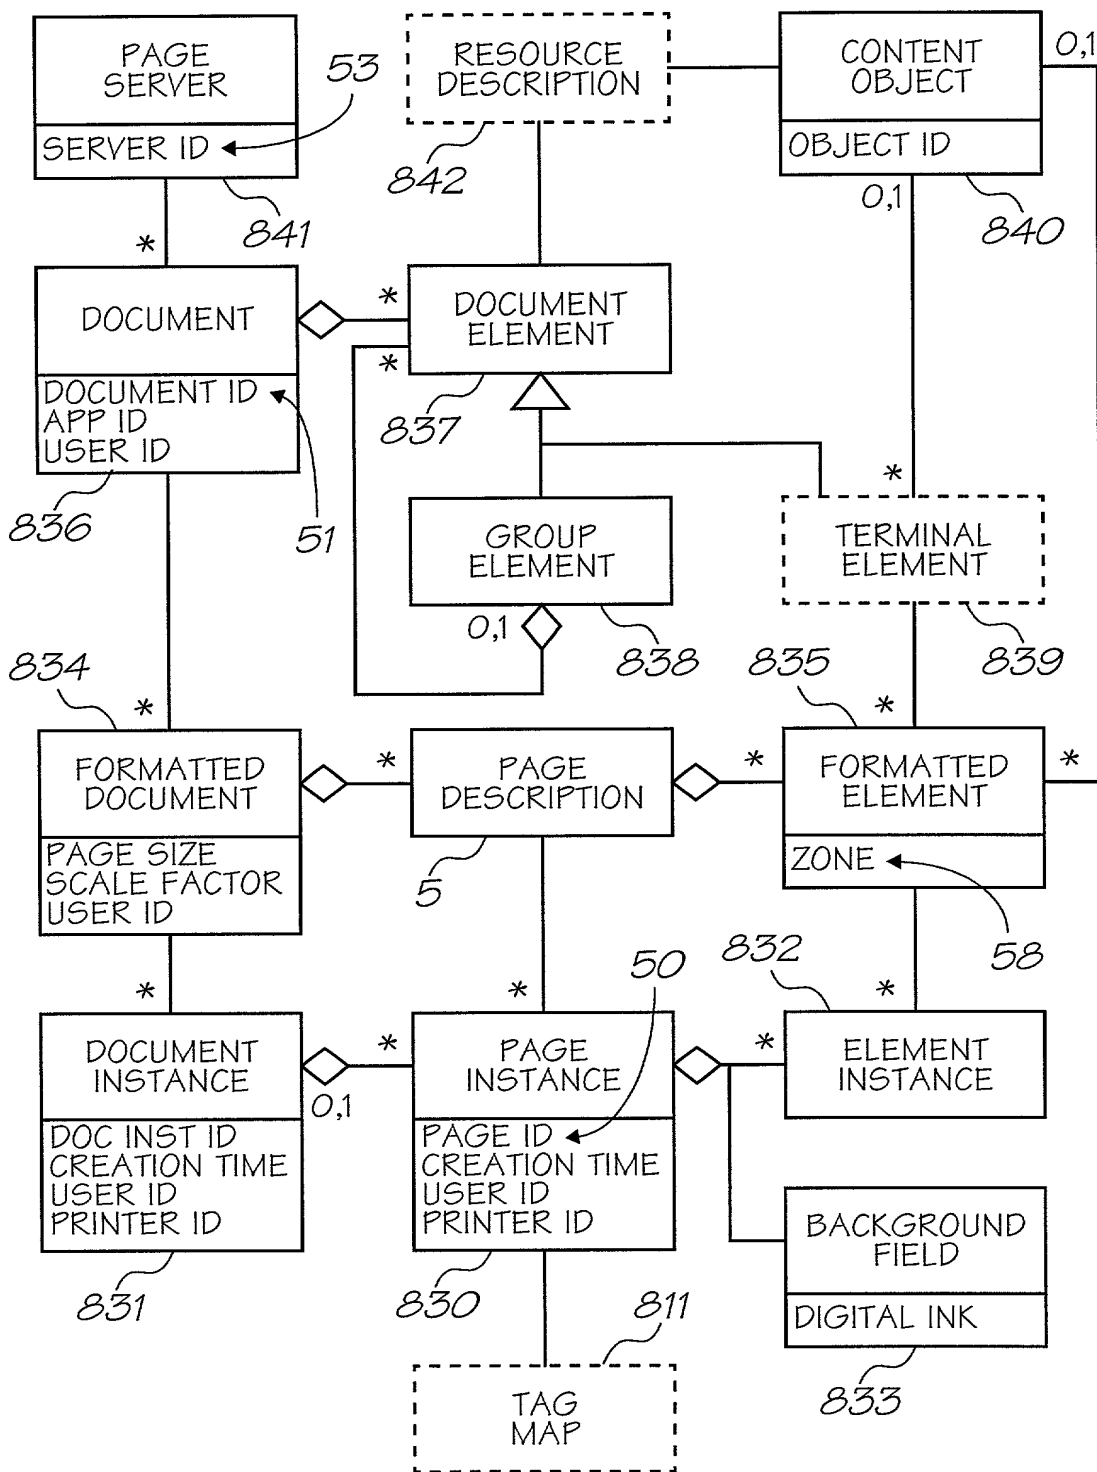 PAGE
SERVER
SERVER ID
53
841
RESOURCE
DESCRIPTION
842
CONTENT
OBJECT
OBJECT ID
0,1
0,1
840
*
DOCUMENT
DOCUMENT ID
APP ID
USER ID
836
51
*
*
DOCUMENT
ELEMENT
837
GROUP
ELEMENT
0,1
838
*
TERMINAL
ELEMENT
839
834
*
FORMATTED
DOCUMENT
PAGE SIZE
SCALE FACTOR
USER ID
*
PAGE
DESCRIPTION
5
835
*
*
*
FORMATTED
ELEMENT
ZONE
58
*
DOCUMENT
INSTANCE
0,1
DOC INST ID
CREATION TIME
USER ID
PRINTER ID
831
*
*
50
PAGE
INSTANCE
PAGE ID
CREATION TIME
USER ID
PRINTER ID
830
832
*
*
ELEMENT
INSTANCE
BACKGROUND
FIELD
DIGITAL INK
833
811
TAG
MAP